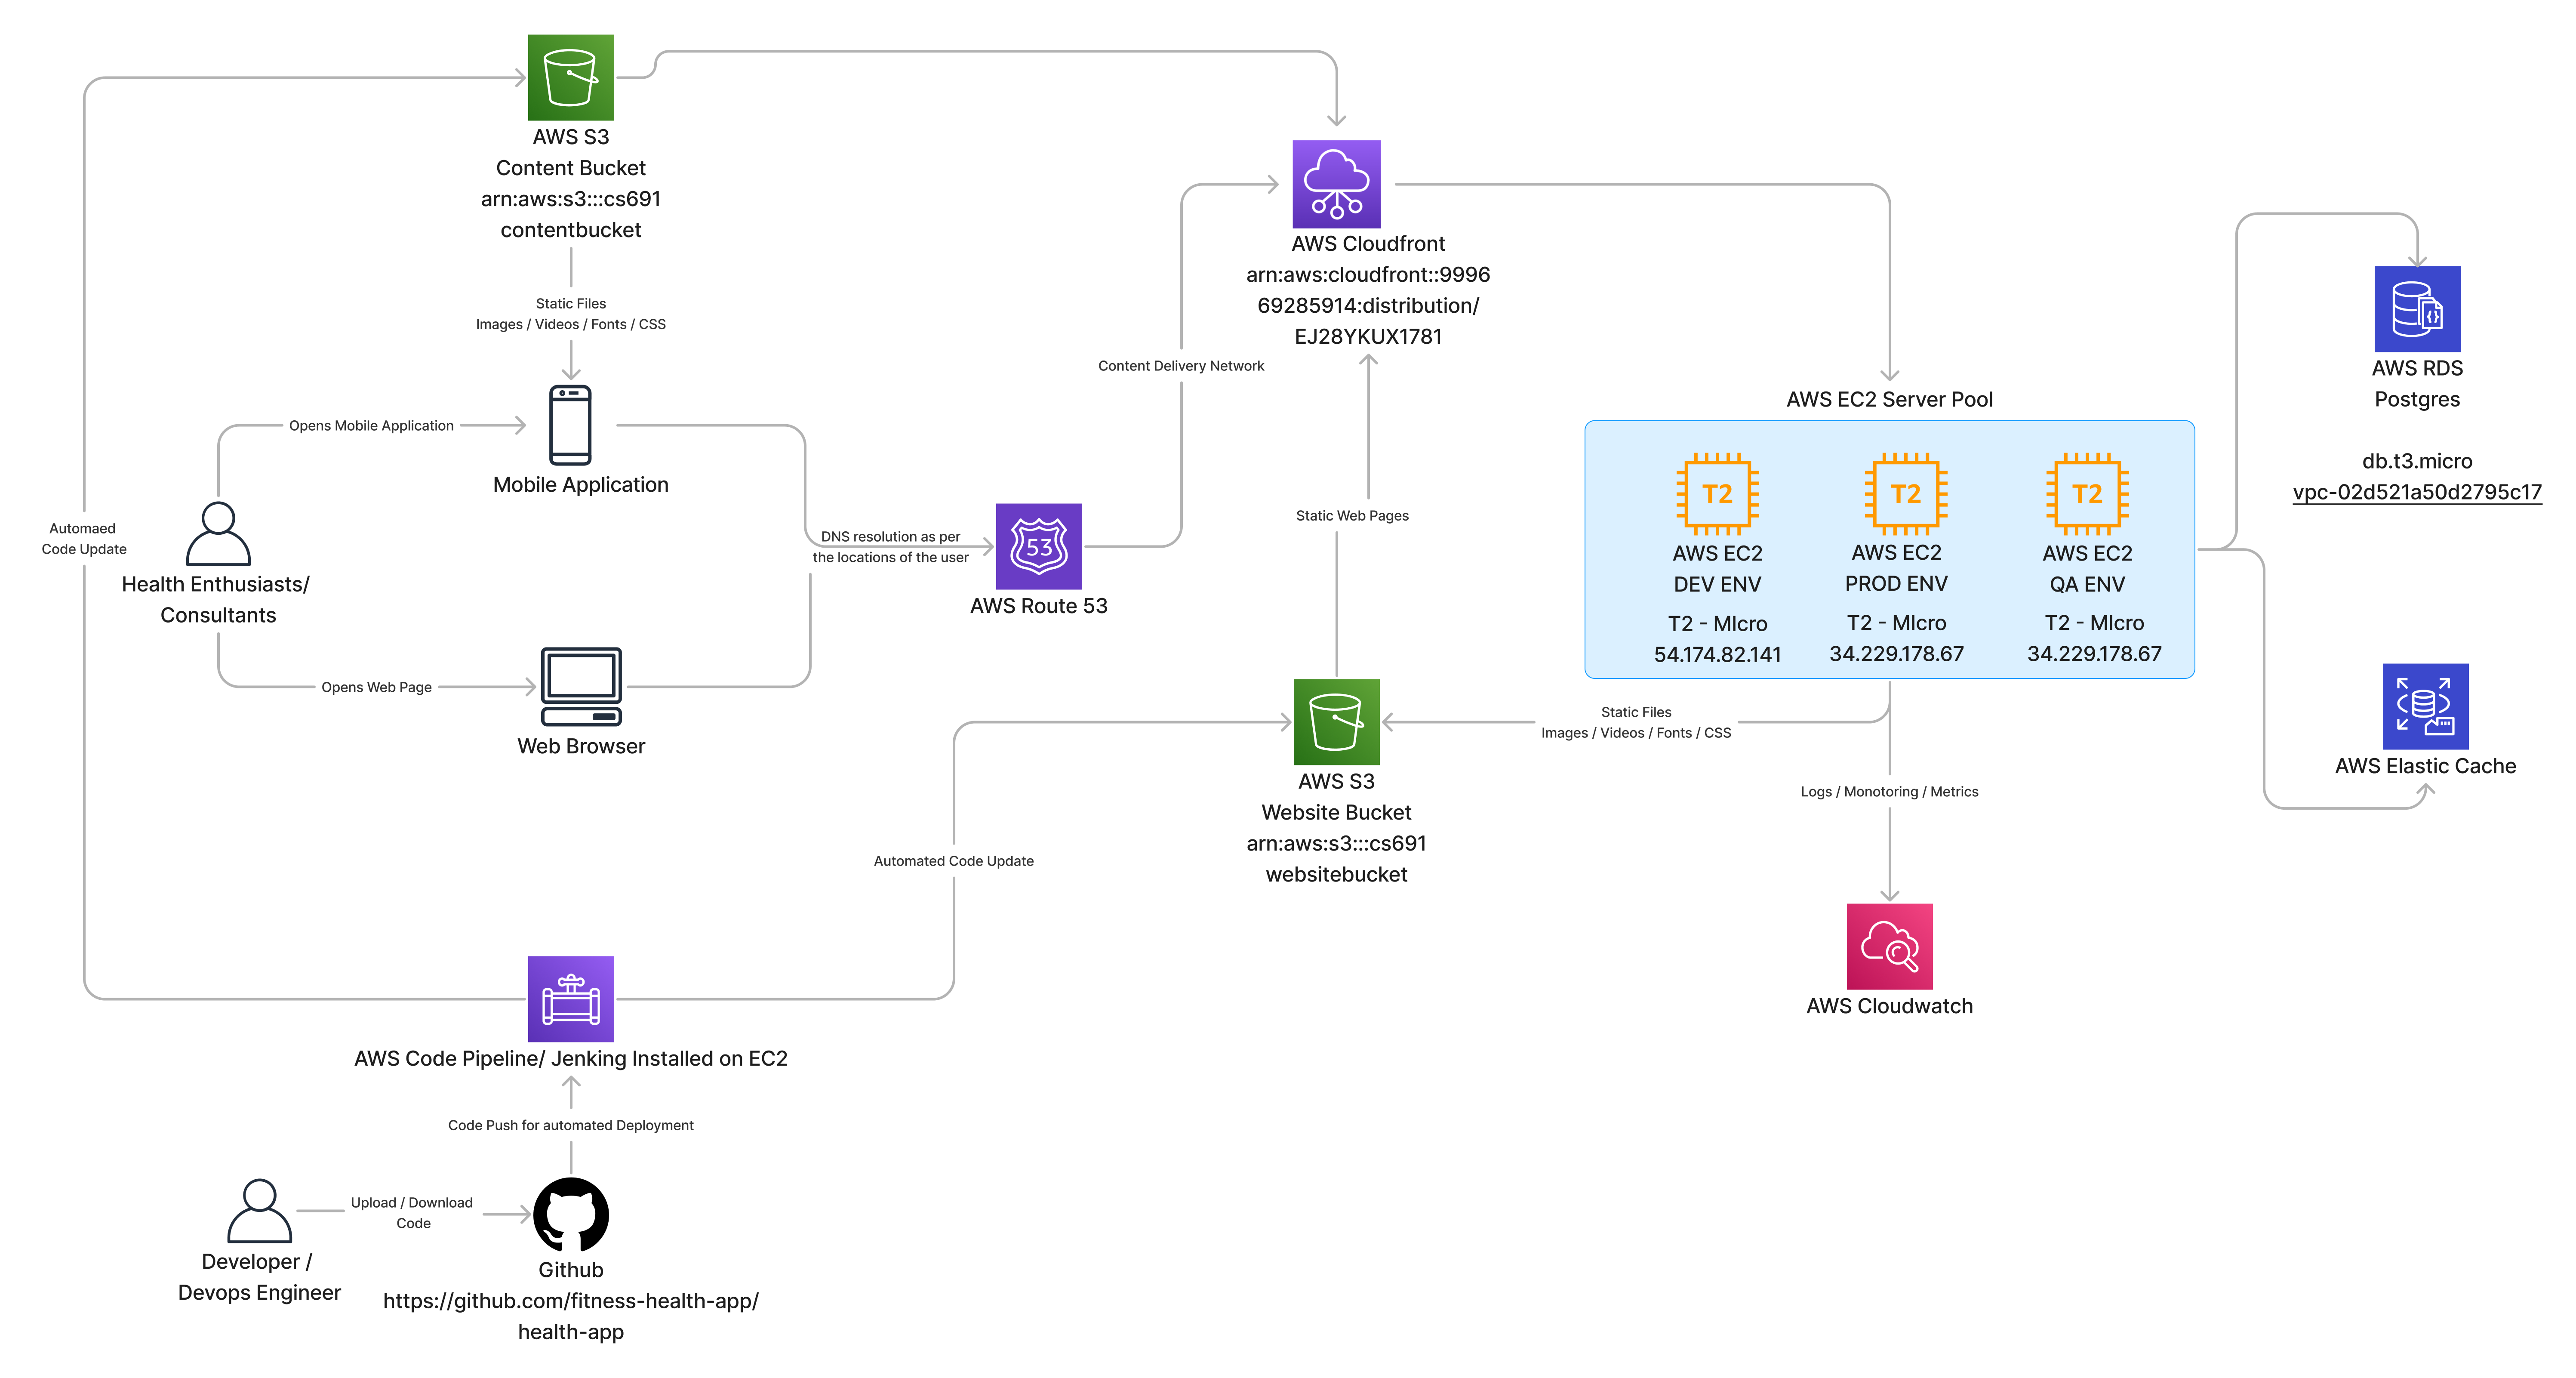 AWS S3
Content Bucket
arn:aws:s3:::cs691
contentbucket
Static Files
Images / Videos / Fonts / CSS
Opens Mobile Application
Mobile Application
Automaed
Code Update
Health Enthusiasts/
Consultants
Opens Web Page
Web Browser
DNS resolution as per
the locations of the user
53
AWS Route 53
Content Delivery Network
AWS Cloudfront
arn:aws:cloudfront::9996
69285914:distribution/
EJ28YKUX1781
Static Web Pages
AWS S3
Website Bucket
arn:aws:s3:::cs691
websitebucket
Automated Code Update
AWS EC2 Server Pool
T2
AWS EC2
DEV ENV
T2 - MIcro
54.174.82.141
T2
AWS EC2
PROD ENV
T2 - MIcro
34.229.178.67
T2
AWS EC2
QA ENV
T2 - MIcro
34.229.178.67
Static Files
Images / Videos / Fonts / CSS
Logs / Monotoring / Metrics
AWS Cloudwatch
AWS RDS
Postgres
db.t3.micro
vpc-02d521a50d2795c17
AWS Elastic Cache
AWS Code Pipeline/ Jenking Installed on EC2
Code Push for automated Deployment
Upload / Download
Code
Developer /
Devops Engineer
Github
https://github.com/fitness-health-app/
health-app